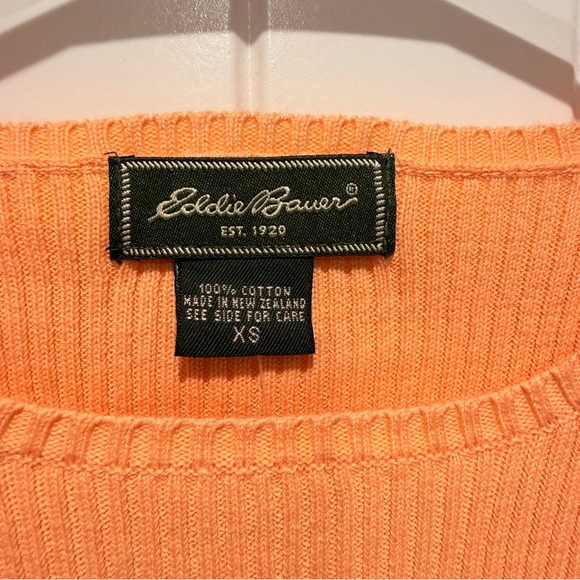 Eddie Bauer®
EST. 1920
100% COTTON
MADE IN NEW ZEALAND
SEE SIDE FOR CARE
XS